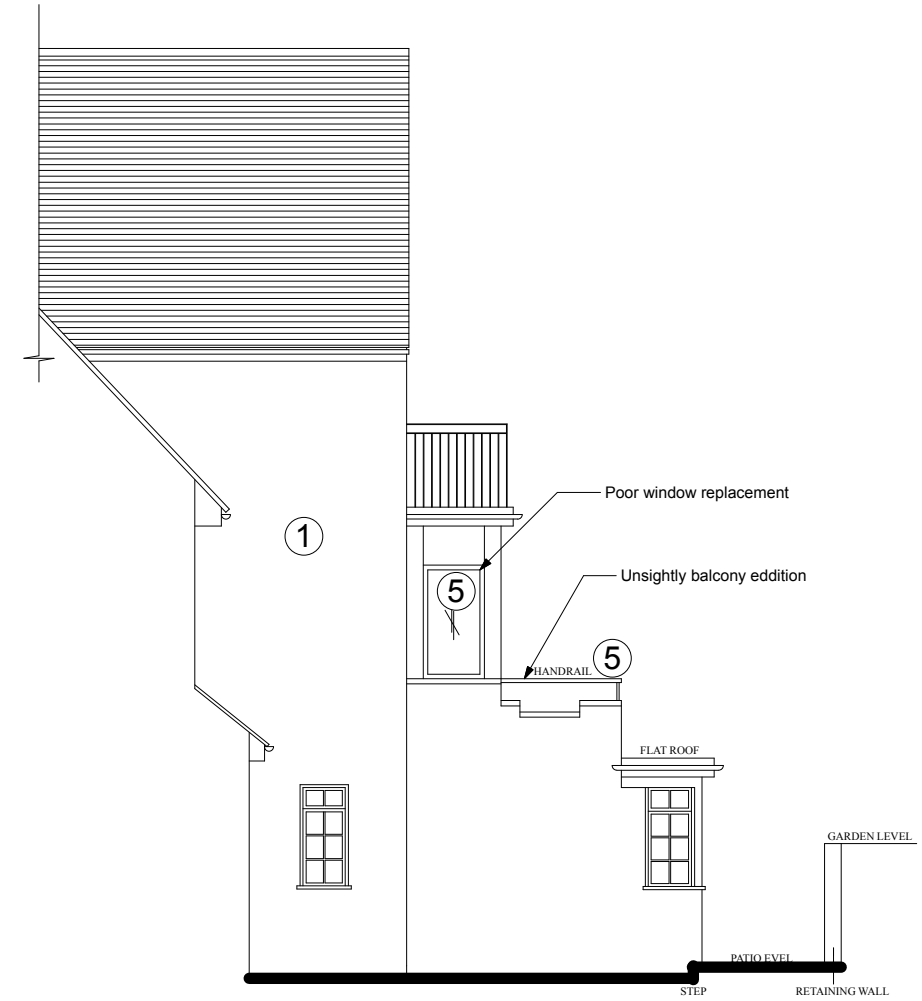 Poor window replacement
1
Unsightly balcony eddition
5
HANDRAIL
5
FLAT ROOF
GARDEN LEVEL
PATIO EVEL
STEP
RETAINING WALL